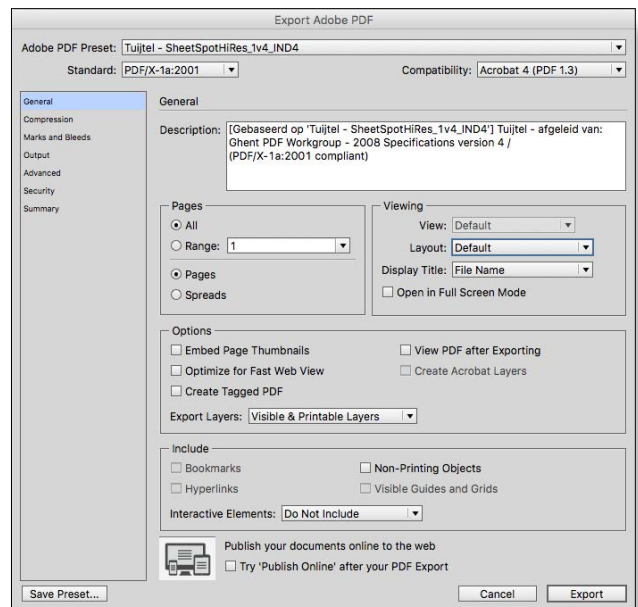 Export Adobe PDF
Adobe PDF Preset: Tuijtel - SheetSpotHiRes_1v4_IND4
Standard: PDF/X-1a:2001 Compatibility: Acrobat 4 (PDF 1.3)
General
Compression
Marks and Bleeds
Output
Advanced
Security
Summary
General
Description: [Gebaseerd op 'Tuijtel - SheetSpotHiRes_1v4_IND4'] Tuijtel - afgeleid van:
Ghent PDF Workgroup - 2008 Specifications version 4 /
(PDF/X-1a:2001 compliant)
Pages
All
Range: 1
Pages
Spreads
Viewing
View: Default
Layout: Default
Display Title: File Name
Open in Full Screen Mode
Options
Embed Page Thumbnails View PDF after Exporting
Optimize for Fast Web View Create Acrobat Layers
Create Tagged PDF
Export Layers: Visible & Printable Layers
Include
Bookmarks Non-Printing Objects
Hyperlinks Visible Guides and Grids
Interactive Elements: Do Not Include
Publish your documents online to the web
Try 'Publish Online' after your PDF Export
Save Preset... Cancel Export